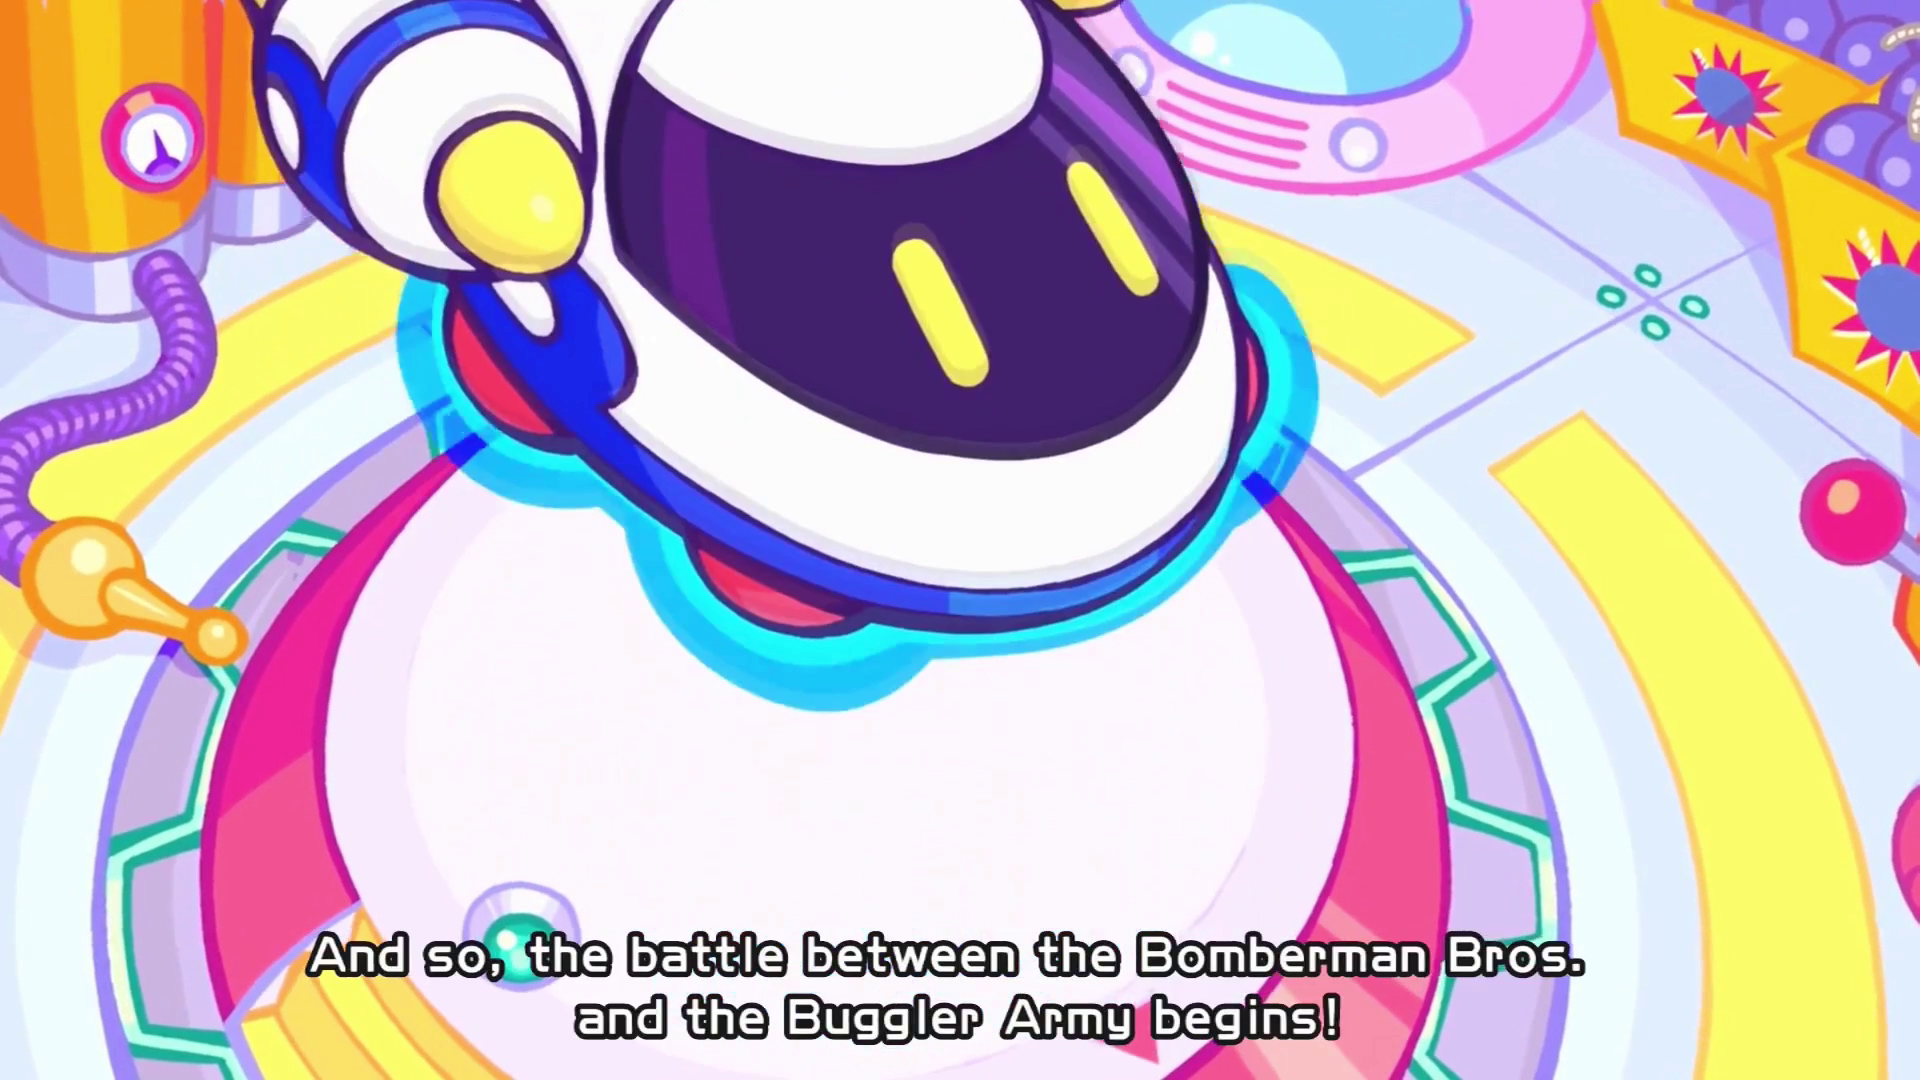 And so, the battle between the Bomberman Bros.
and the Buggler Army begins!